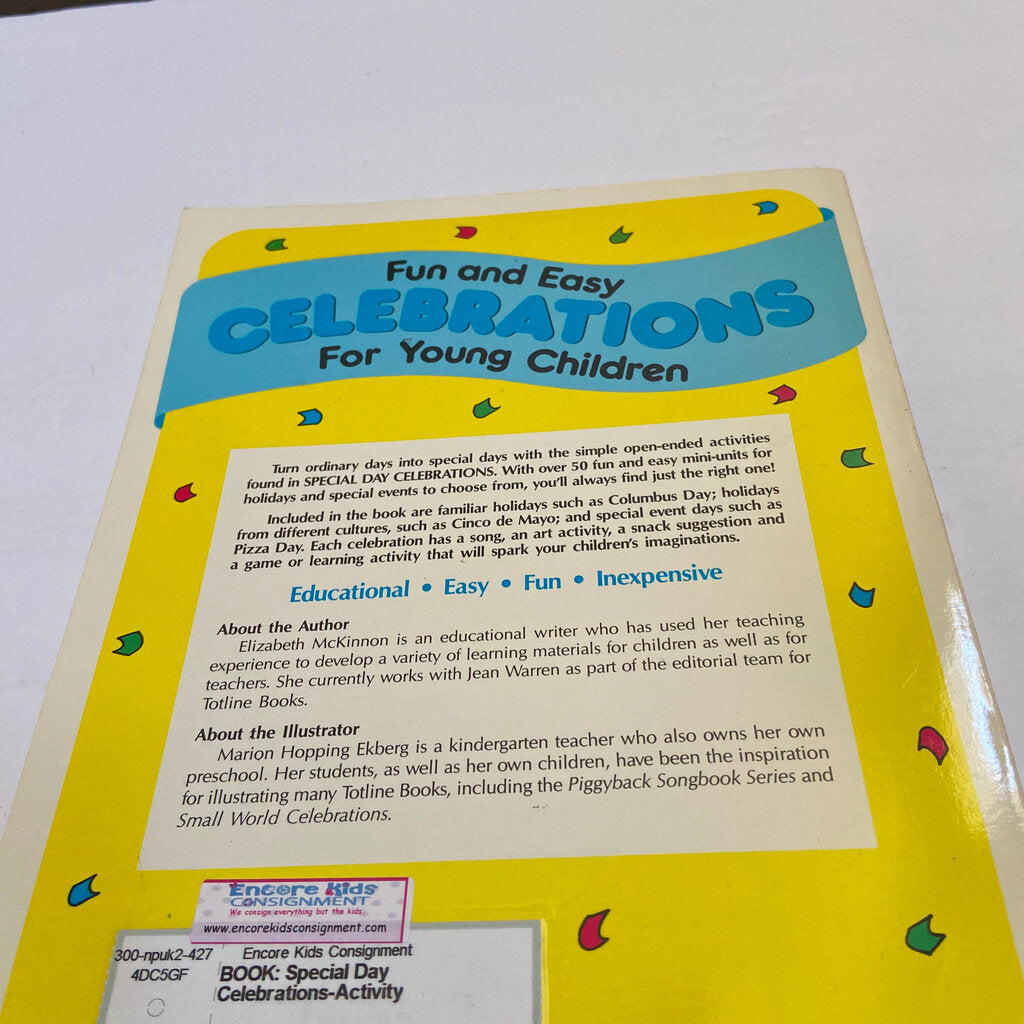 Fun and Easy
CELEBRATIONS
For Young Children
Turn ordinary days into special days with the simple open-ended activities
found in SPECIAL DAY CELEBRATIONS. With over 50 fun and easy mini-units for
holidays and special events to choose from, you'll always find just the right one!
Included in the book are familiar holidays such as Columbus Day; holidays
from different cultures, such as Cinco de Mayo; and special event days such as
Pizza Day. Each celebration has a song, an art activity, a snack suggestion and
a game or learning activity that will spark your children's imaginations.
Educational • Easy • Fun • Inexpensive
About the Author
Elizabeth McKinnon is an educational writer who has used her teaching
experience to develop a variety of learning materials for children as well as for
teachers. She currently works with Jean Warren as part of the editorial team for
Totline Books.
About the Illustrator
Marion Hopping Ekberg is a kindergarten teacher who also owns her own
preschool. Her students, as well as her own children, have been the inspiration
for illustrating many Totline Books, including the Piggyback Songbook Series and
Small World Celebrations.
Encore Kids
CONSIGNMENT
We consign everything but the kids.
www.encorekidsconsignment.com
300-npuk2-427 Encore Kids Consignment
4DC5GF BOOK: Special Day
Celebrations-Activity